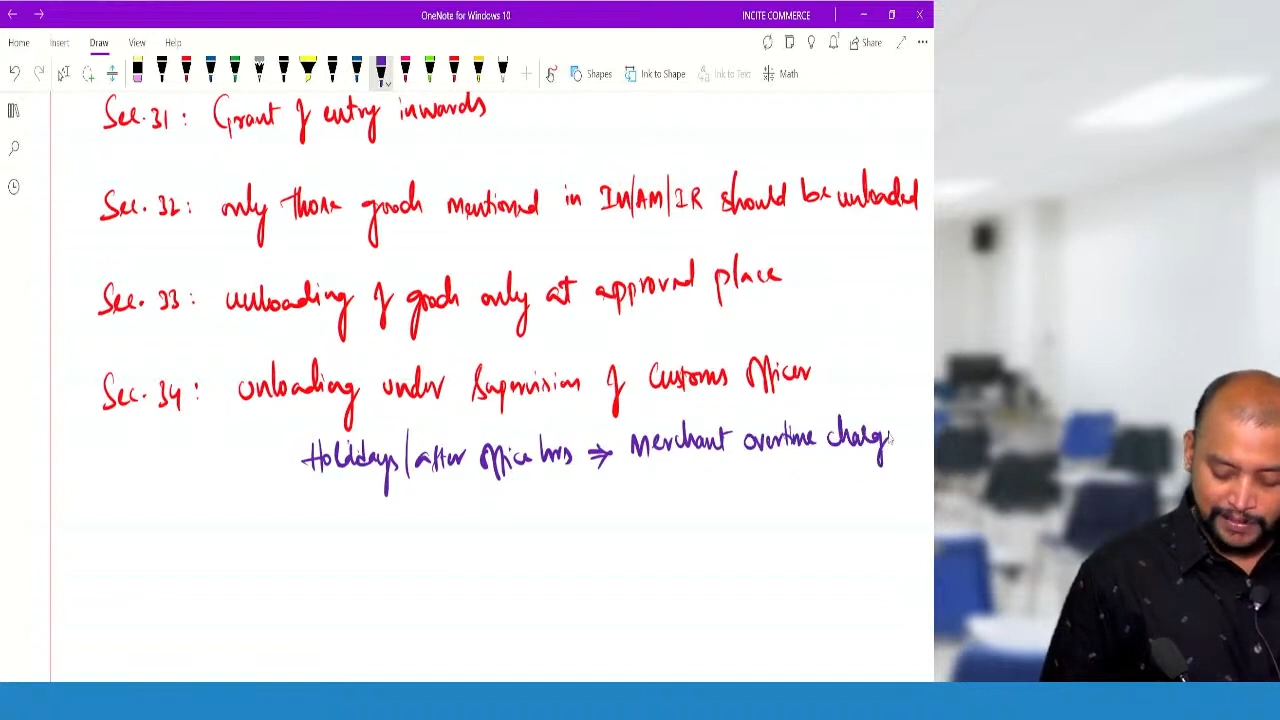 OneNote for Windows 10
INCITE COMMERCE
Home Insert Draw View Help
Share
Shapes Ink to Shape Ink to Text Math
Sec. 31 : Grant of entry inwards
Sec. 32 : only those goods mentioned in IM/AM/IR should be unloaded
Sec. 33 : unloading of goods only at approved place
Sec. 34 : unloading under supervision of Customs Officer
Holidays/after office hrs ⇒ Merchant overtime charg